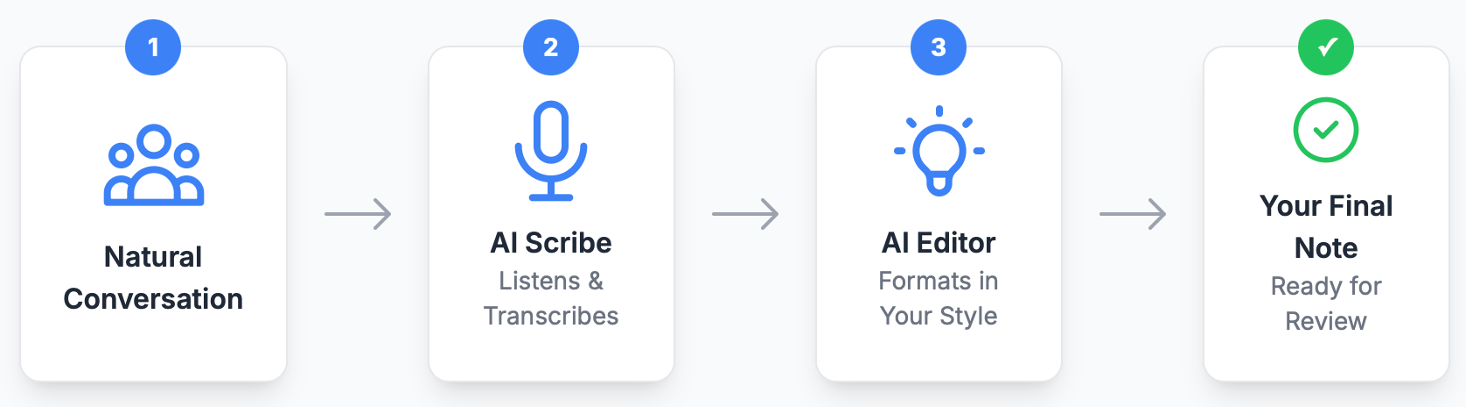 1
Natural
Conversation
2
AI Scribe
Listens &
Transcribes
3
AI Editor
Formats in
Your Style
✓
Your Final
Note
Ready for
Review